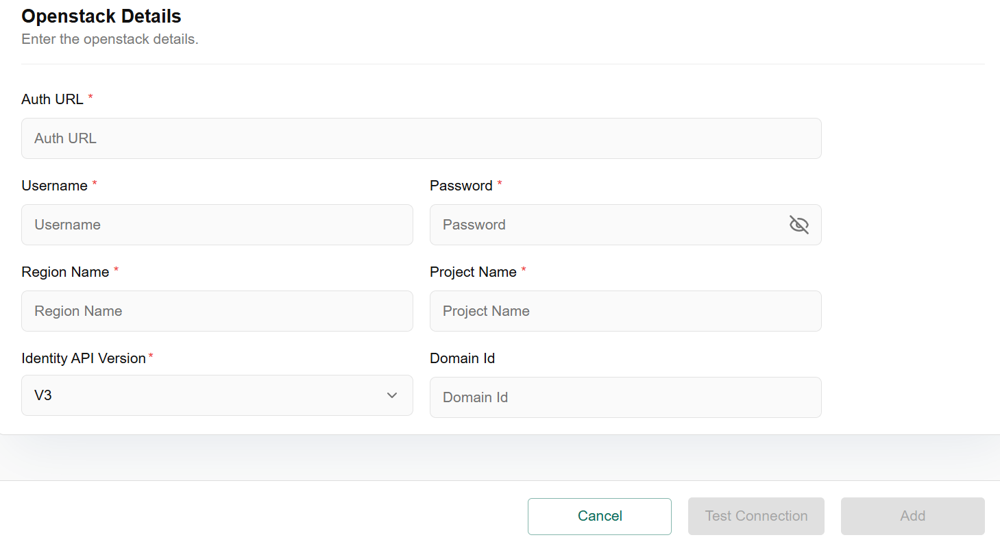 Openstack Details
Enter the openstack details.
Auth URL *
Auth URL
Username *
Password *
Username
Password
Region Name *
Project Name *
Region Name
Project Name
Identity API Version *
Domain Id
V3
Domain Id
Cancel
Test Connection
Add